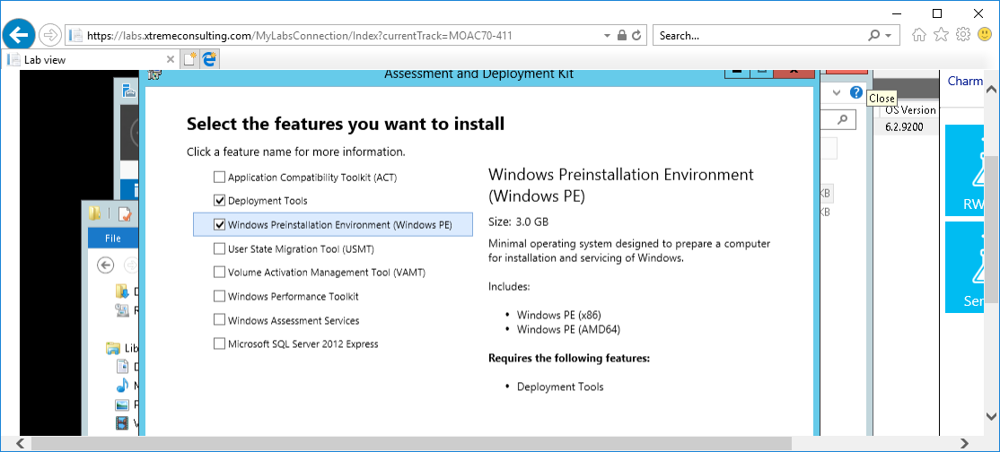 https://labs.xtremeconsulting.com/MyLabsConnection/Index?currentTrack=MOAC70-411
Search...
Lab view
Assessment and Deployment Kit
Charm
Close
OS Version
6.2.9200
Select the features you want to install
Click a feature name for more information.
Application Compatibility Toolkit (ACT)
Deployment Tools
Windows Preinstallation Environment (Windows PE)
User State Migration Tool (USMT)
Volume Activation Management Tool (VAMT)
Windows Performance Toolkit
Windows Assessment Services
Microsoft SQL Server 2012 Express
Windows Preinstallation Environment
(Windows PE)
Size: 3.0 GB
Minimal operating system designed to prepare a computer
for installation and servicing of Windows.
Includes:
• Windows PE (x86)
• Windows PE (AMD64)
Requires the following features:
• Deployment Tools
File
D
R
Lib
D
KB
KB
RW
Ser